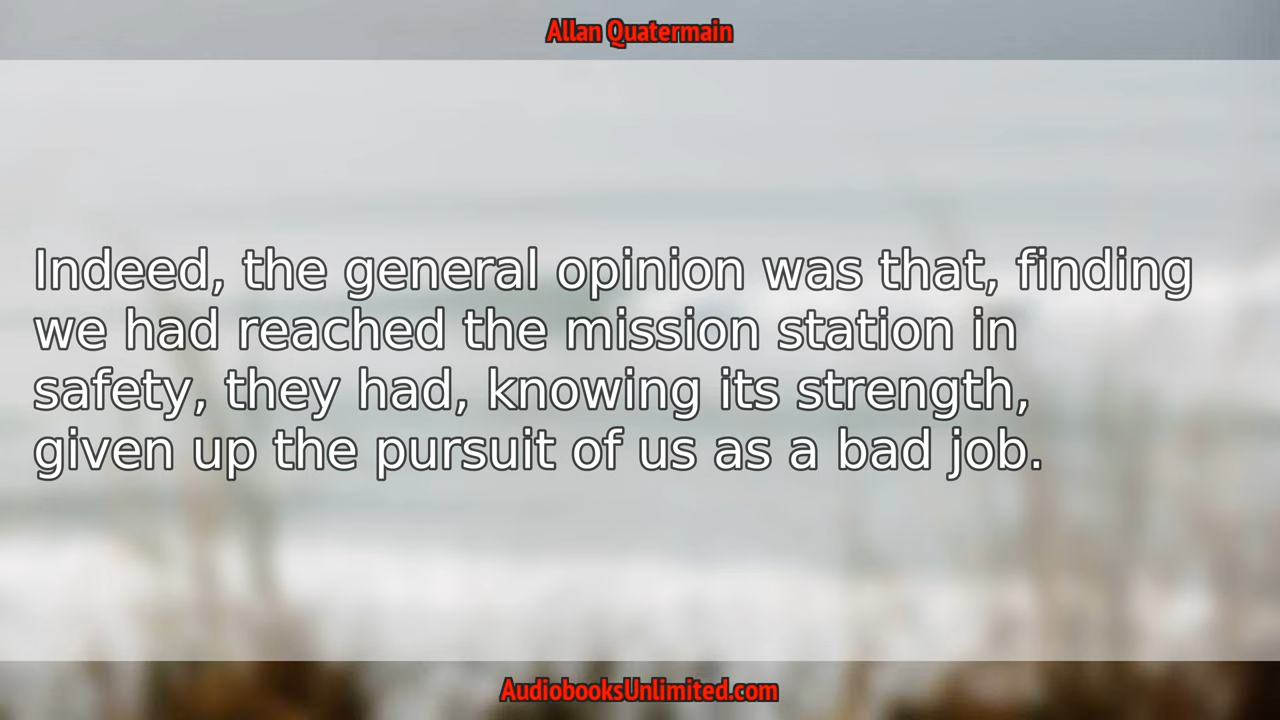 Allan Quatermain
Indeed, the general opinion was that, finding
we had reached the mission station in
safety, they had, knowing its strength,
given up the pursuit of us as a bad job.
AudiobooksUnlimited.com